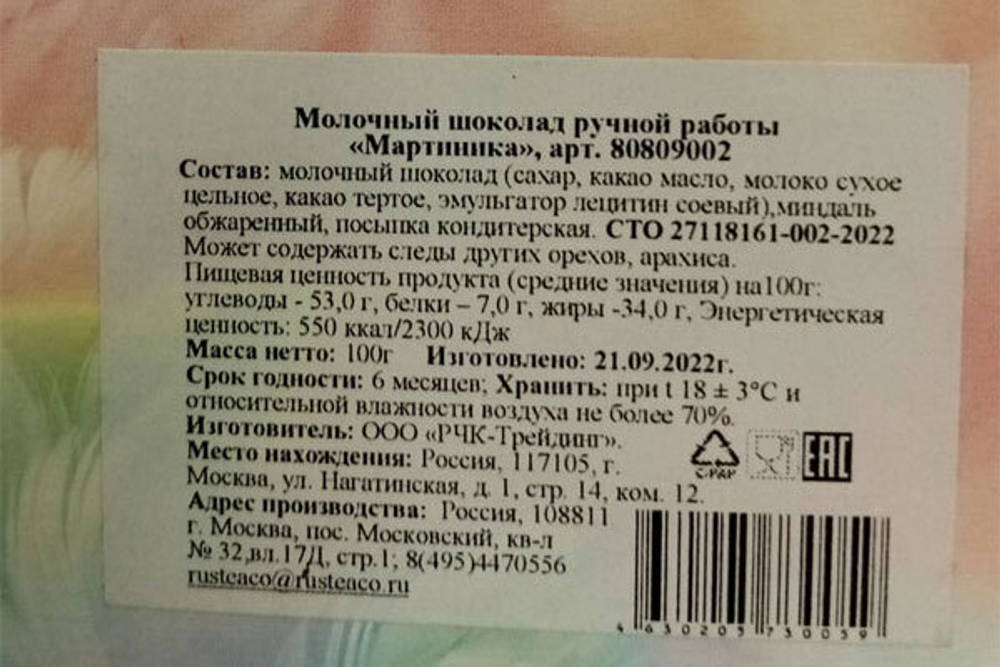 Молочный шоколад ручной работы
«Мартиника», арт. 80809002
Состав: молочный шоколад (сахар, какао масло, молоко сухое
цельное, какао тертое, эмульгатор лецитин соевый),миндаль
обжаренный, посыпка кондитерская. СТО 27118161-002-2022
Может содержать следы других орехов, арахиса.
Пищевая ценность продукта (средние значения) на100г:
углеводы - 53,0 г, белки – 7,0 г, жиры -34,0 г, Энергетическая
ценность: 550 ккал/2300 кДж
Масса нетто: 100г Изготовлено: 21.09.2022г.
Срок годности: 6 месяцев; Хранить: при t 18 ± 3°C и
относительной влажности воздуха не более 70%.
Изготовитель: ООО «РЧК-Трейдинг».
Место нахождения: Россия, 117105, г.
Москва, ул. Нагатинская, д. 1, стр. 14, ком. 12.
C/PAP
EAC
Адрес производства: Россия, 108811
г. Москва, пос. Московский, кв-л
№ 32,вл.17Д, стр.1; 8(495)4470556
rusteaco@rusteaco.ru
4 630205 730059